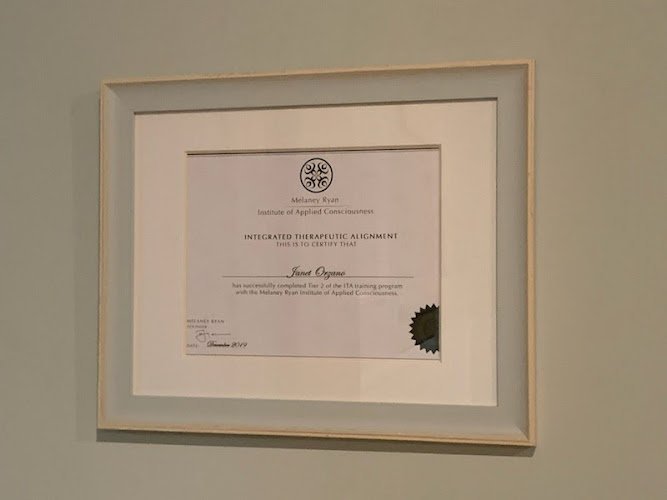 Melaney Ryan
Institute of Applied Consciousness
INTEGRATED THERAPEUTIC ALIGNMENT
THIS IS TO CERTIFY THAT
Janet Orzano
has successfully completed Tier 2 of the ITA training program
with the Melaney Ryan Institute of Applied Consciousness.
MELANEY RYAN
FOUNDER
DATE: December 2019